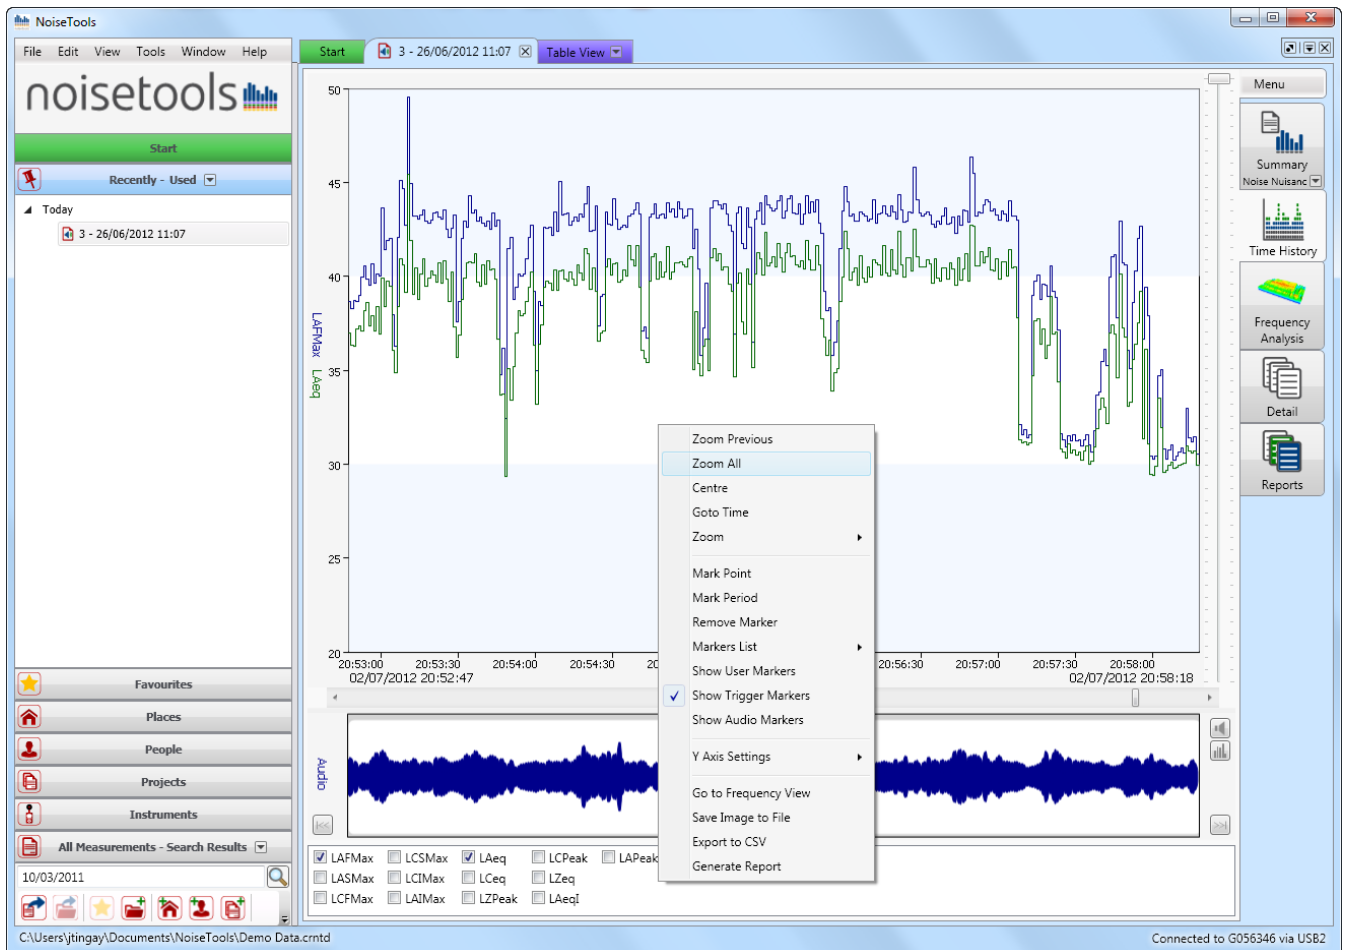 NoiseTools
File Edit View Tools Window Help
noisetools
Start
Recently - Used
Today
3 - 26/06/2012 11:07
Favourites
Places
People
Projects
Instruments
All Measurements - Search Results
10/03/2011
C:\Users\jtingay\Documents\NoiseTools\Demo Data.crntd
Start
3 - 26/06/2012 11:07
Table View
50
45
40
35
30
25
20
LAFMax LAeq
20:53:00 20:53:30 20:54:00 20:54:30 20 20:56:30 20:57:00 20:57:30 20:58:00
02/07/2012 20:52:47 02/07/2012 20:58:18
Zoom Previous
Zoom All
Centre
Goto Time
Zoom
Mark Point
Mark Period
Remove Marker
Markers List
Show User Markers
Show Trigger Markers
Show Audio Markers
Y Axis Settings
Go to Frequency View
Save Image to File
Export to CSV
Generate Report
Audio
LAFMax LCSMax LAeq LCPeak LAPeak
LASMax LCIMax LCeq LZeq
LCFMax LAIMax LZPeak LAeqI
Menu
Summary
Noise Nuisanc
Time History
Frequency
Analysis
Detail
Reports
Connected to G056346 via USB2